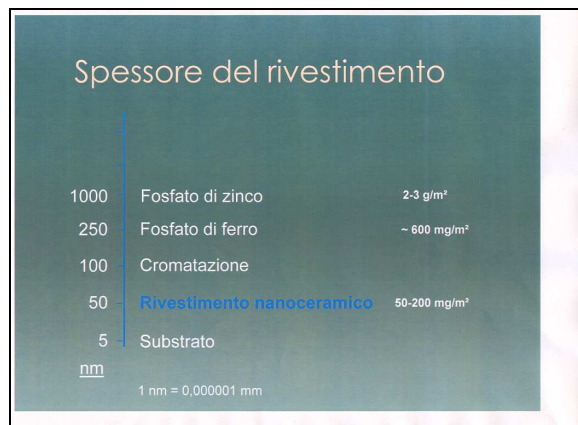 Spessore del rivestimento
1000 Fosfato di zinco 2-3 g/m²
250 Fosfato di ferro ~ 600 mg/m²
100 Cromatazione
50 Rivestimento nanoceramico 50-200 mg/m²
5 Substrato
nm
1 nm = 0,000001 mm